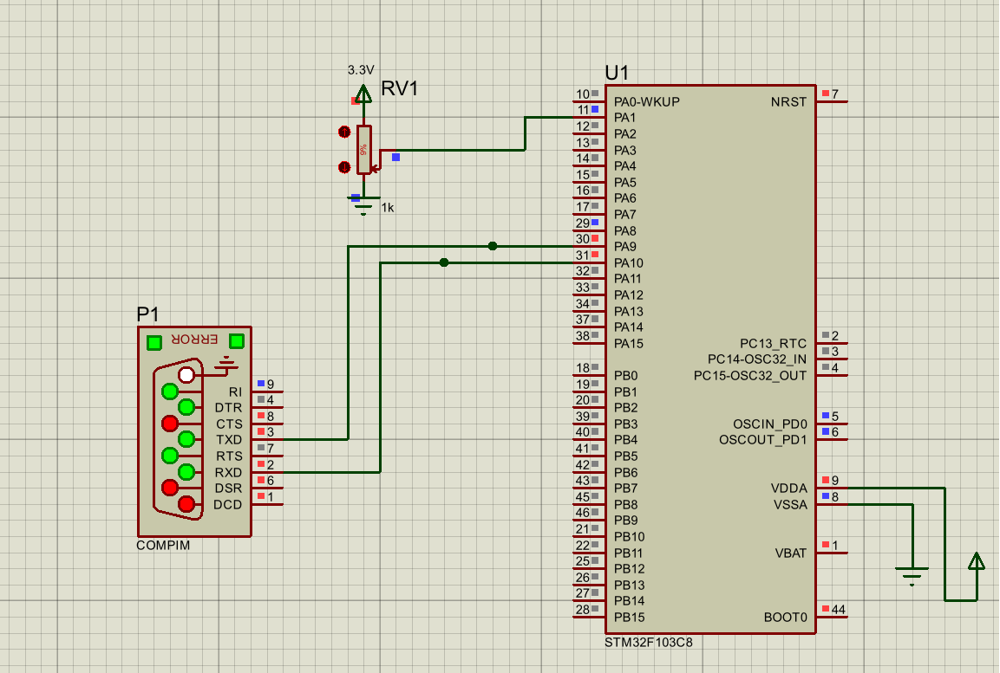 3.3V
RV1
9%
1k
P1
ERROR
RI 9
DTR 4
CTS 8
TXD 3
RTS 7
RXD 2
DSR 6
DCD 1
COMPIM
U1
10 PA0-WKUP
11 PA1
12 PA2
13 PA3
14 PA4
15 PA5
16 PA6
17 PA7
29 PA8
30 PA9
31 PA10
32 PA11
33 PA12
34 PA13
37 PA14
38 PA15
18 PB0
19 PB1
20 PB2
39 PB3
40 PB4
41 PB5
42 PB6
43 PB7
45 PB8
46 PB9
21 PB10
22 PB11
25 PB12
26 PB13
27 PB14
28 PB15
NRST 7
PC13_RTC 2
PC14-OSC32_IN 3
PC15-OSC32_OUT 4
OSCIN_PD0 5
OSCOUT_PD1 6
VDDA 9
VSSA 8
VBAT 1
BOOT0 44
STM32F103C8